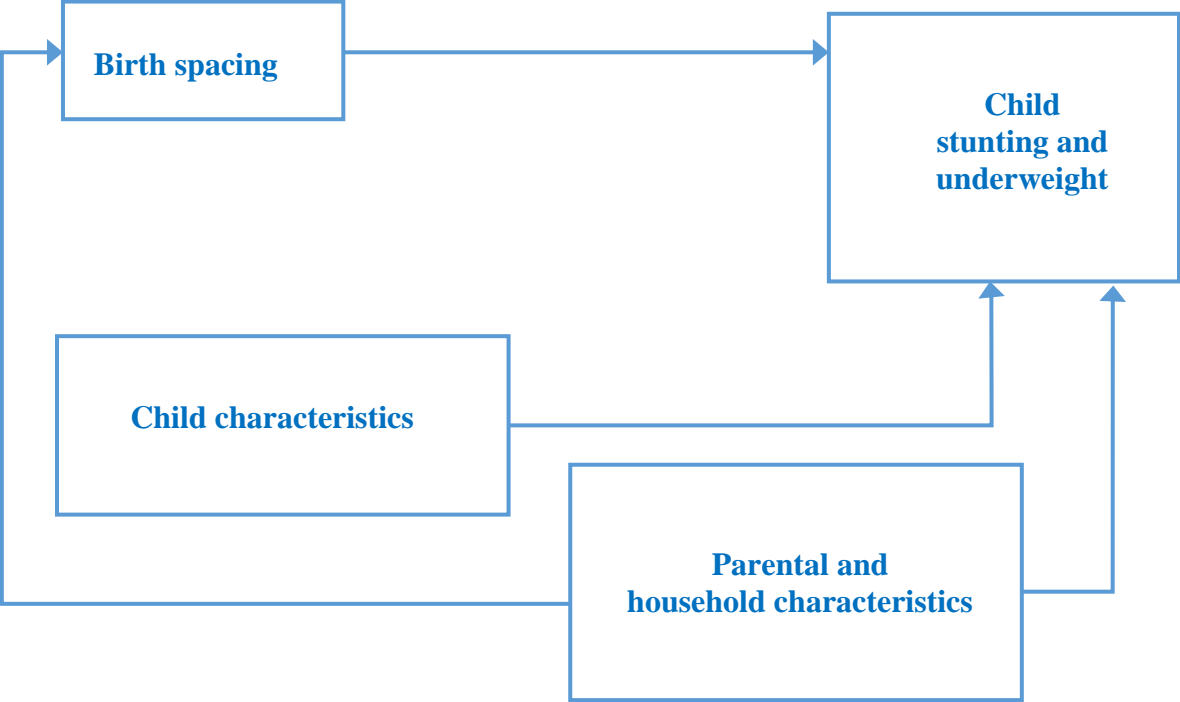 Birth spacing
Child
stunting and
underweight
Child characteristics
Parental and
household characteristics